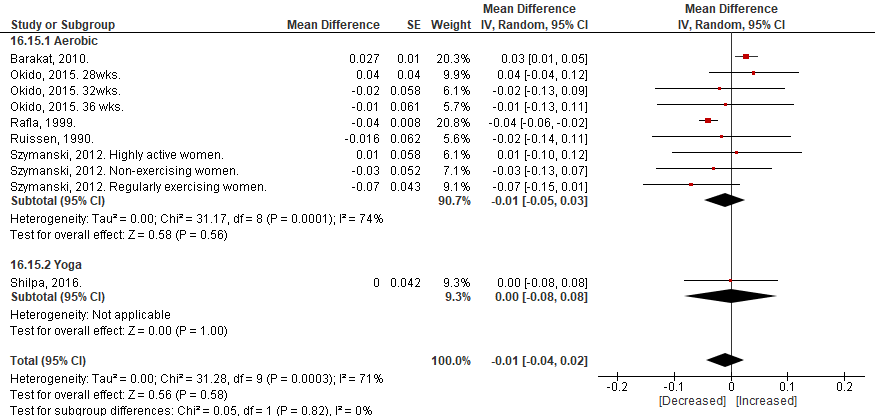 Mean Difference Mean Difference
Study or Subgroup Mean Difference SE Weight IV, Random, 95% CI IV, Random, 95% CI
16.15.1 Aerobic
Barakat, 2010. 0.027 0.01 20.3% 0.03 [0.01, 0.05]
Okido, 2015. 28wks. 0.04 0.04 9.9% 0.04 [-0.04, 0.12]
Okido, 2015. 32wks. -0.02 0.058 6.1% -0.02 [-0.13, 0.09]
Okido, 2015. 36 wks. -0.01 0.061 5.7% -0.01 [-0.13, 0.11]
Rafla, 1999. -0.04 0.008 20.8% -0.04 [-0.06, -0.02]
Ruissen, 1990. -0.016 0.062 5.6% -0.02 [-0.14, 0.11]
Szymanski, 2012. Highly active women. 0.01 0.058 6.1% 0.01 [-0.10, 0.12]
Szymanski, 2012. Non-exercising women. -0.03 0.052 7.1% -0.03 [-0.13, 0.07]
Szymanski, 2012. Regularly exercising women. -0.07 0.043 9.1% -0.07 [-0.15, 0.01]
Subtotal (95% CI) 90.7% -0.01 [-0.05, 0.03]
Heterogeneity: Tau² = 0.00; Chi² = 31.17, df = 8 (P = 0.0001); I² = 74%
Test for overall effect: Z = 0.58 (P = 0.56)
16.15.2 Yoga
Shilpa, 2016. 0 0.042 9.3% 0.00 [-0.08, 0.08]
Subtotal (95% CI) 9.3% 0.00 [-0.08, 0.08]
Heterogeneity: Not applicable
Test for overall effect: Z = 0.00 (P = 1.00)
Total (95% CI) 100.0% -0.01 [-0.04, 0.02]
Heterogeneity: Tau² = 0.00; Chi² = 31.28, df = 9 (P = 0.0003); I² = 71%
Test for overall effect: Z = 0.56 (P = 0.58)
Test for subgroup differences: Chi² = 0.05, df = 1 (P = 0.82), I² = 0%
-0.2 -0.1 0 0.1 0.2
[Decreased] [Increased]